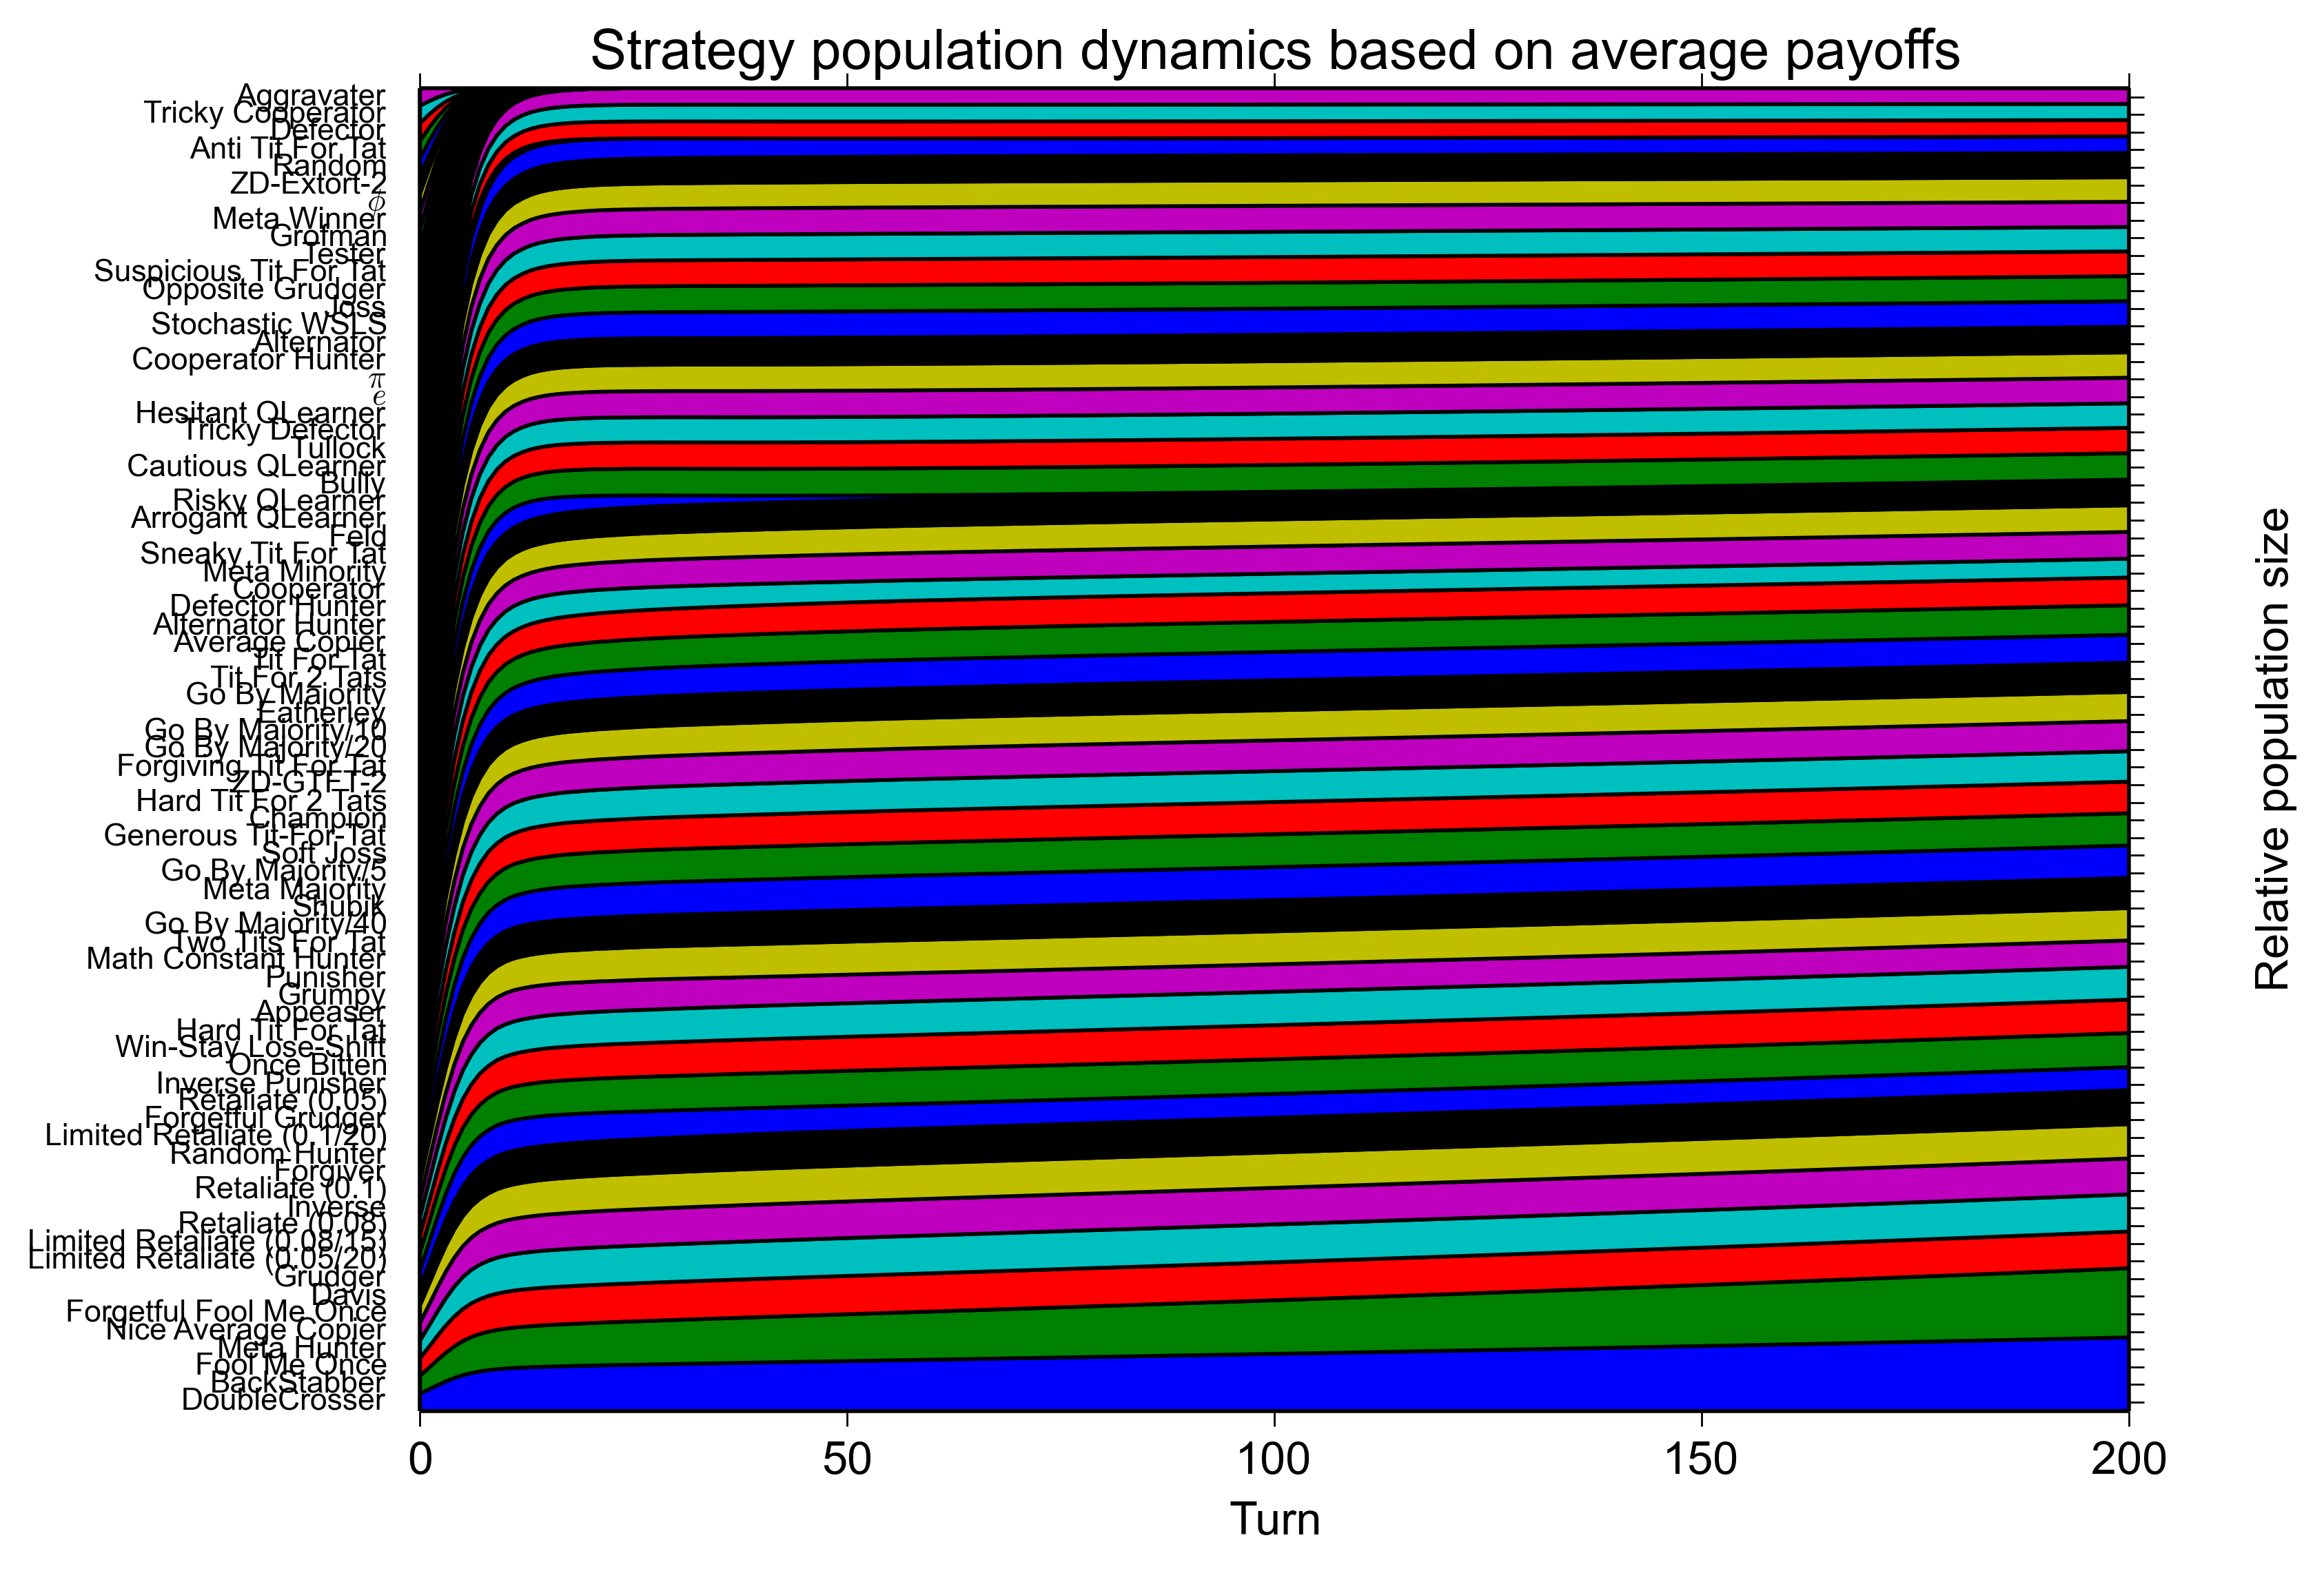 Strategy population dynamics based on average payoffs
Aggravater
Tricky Cooperator
Defector
Anti Tit For Tat
Random
ZD-Extort-2
ϕ
Meta Winner
Grofman
Tester
Suspicious Tit For Tat
Opposite Grudger
Joss
Stochastic WSLS
Alternator
Cooperator Hunter
π
e
Hesitant QLearner
Tricky Defector
Tullock
Cautious QLearner
Bully
Risky QLearner
Arrogant QLearner
Feld
Sneaky Tit For Tat
Meta Minority
Cooperator
Defector Hunter
Alternator Hunter
Average Copier
Tit For Tat
Tit For 2 Tats
Go By Majority
Eatherley
Go By Majority/10
Go By Majority/20
Forgiving Tit For Tat
ZD-GTFT-2
Hard Tit For 2 Tats
Champion
Generous Tit-For-Tat
Soft Joss
Go By Majority/5
Meta Majority
Shubik
Go By Majority/40
Two Tits For Tat
Math Constant Hunter
Punisher
Grumpy
Appeaser
Hard Tit For Tat
Win-Stay Lose-Shift
Once Bitten
Inverse Punisher
Retaliate (0.05)
Forgetful Grudger
Limited Retaliate (0.1/20)
Random Hunter
Forgiver
Retaliate (0.1)
Inverse
Retaliate (0.08)
Limited Retaliate (0.08/15)
Limited Retaliate (0.05/20)
Grudger
Davis
Forgetful Fool Me Once
Nice Average Copier
Meta Hunter
Fool Me Once
BackStabber
DoubleCrosser
0 50 100 150 200
Turn
Relative population size